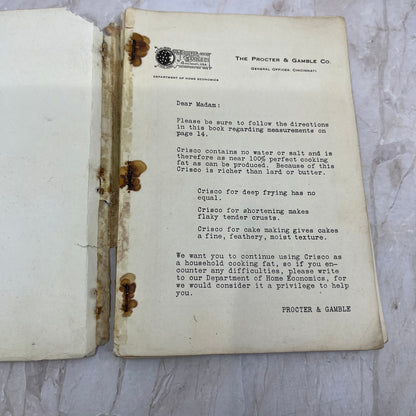 THE PROCTER & GAMBLE CO.
GENERAL OFFICES, CINCINNATI
DEPARTMENT OF HOME ECONOMICS
Dear Madam:
Please be sure to follow the directions
in this book regarding measurements on
page 14.
Crisco contains no water or salt and is
therefore as near 100% perfect cooking
fat as can be produced. Because of this
Crisco is richer than lard or butter.
Crisco for deep frying has no
equal.
Crisco for shortening makes
flaky tender crusts.
Crisco for cake making gives cakes
a fine, feathery, moist texture.
We want you to continue using Crisco as
a household cooking fat, so if you en-
counter any difficulties, please write
to our Department of Home Economics, for
we would consider it a privilege to help
you.
PROCTER & GAMBLE